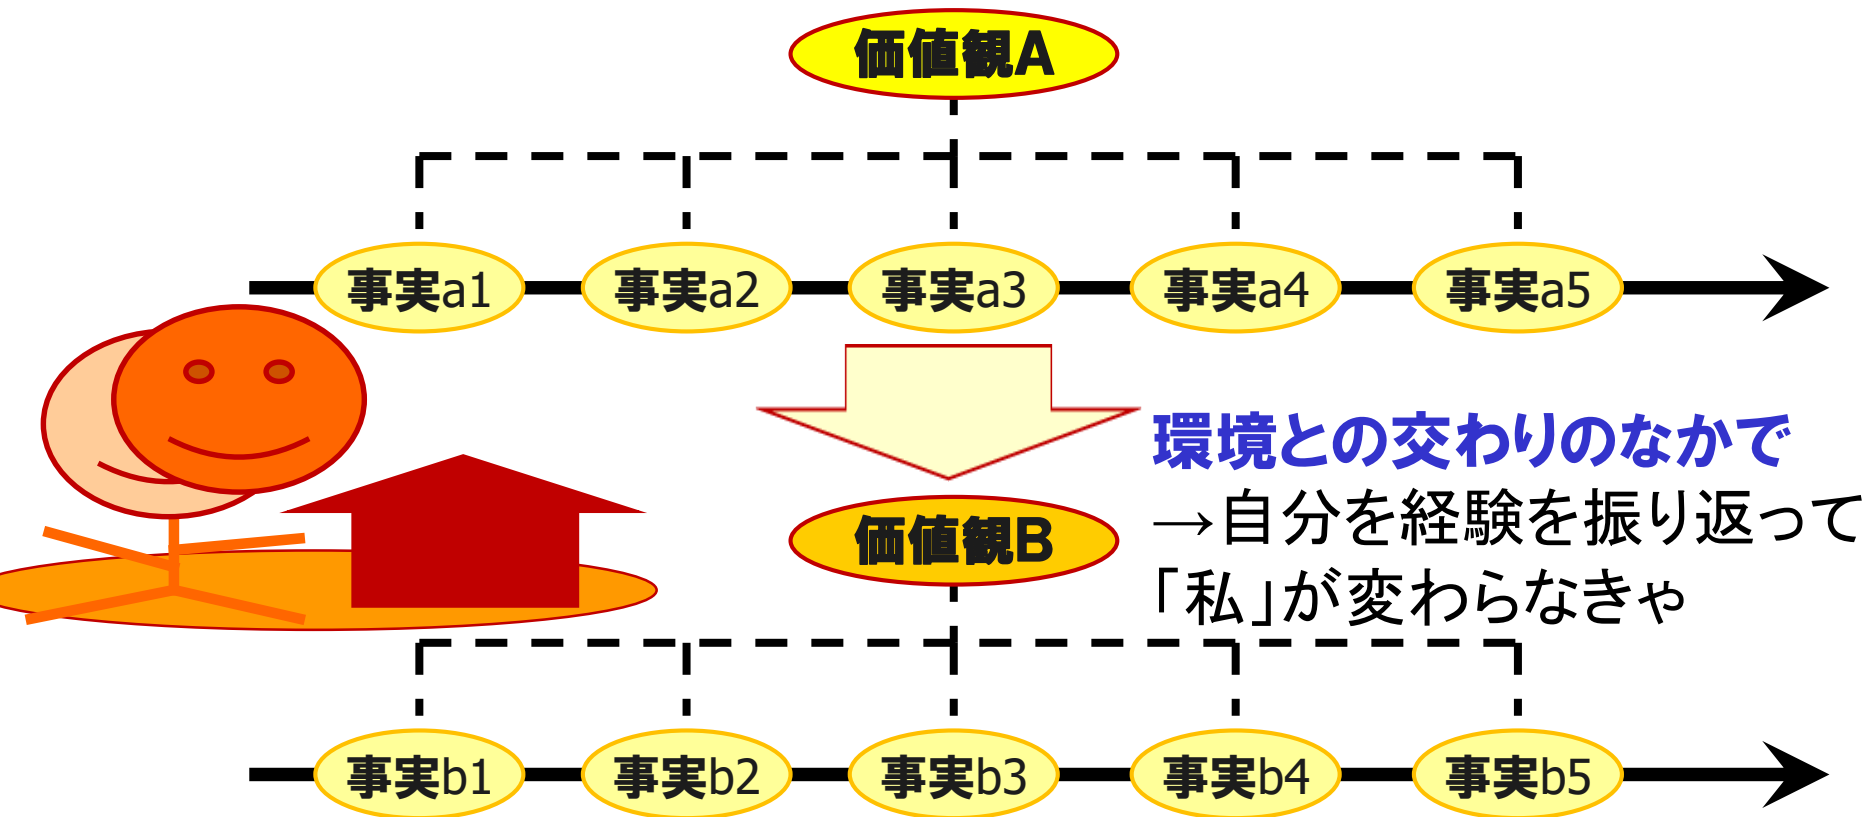 価値観A
事実a1 事実a2 事実a3 事実a4 事実a5
環境との交わりのなかで
→自分を経験を振り返って
「私」が変わらなきゃ
価値観B
事実b1 事実b2 事実b3 事実b4 事実b5